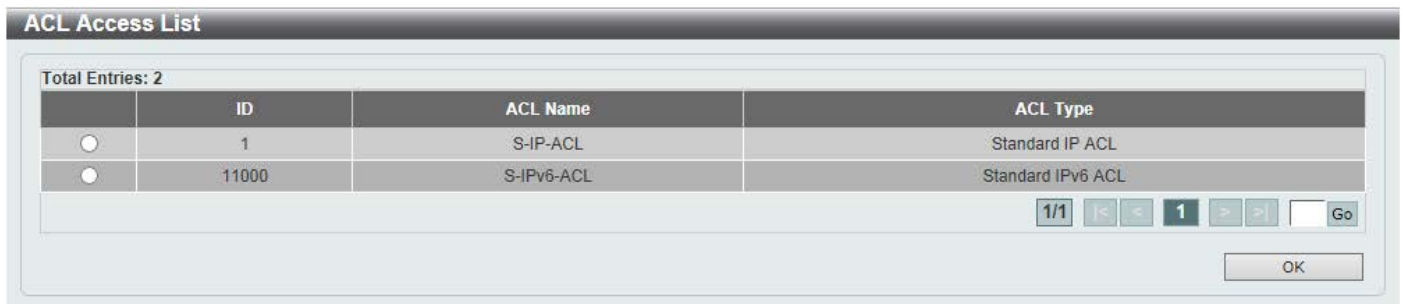 ACL Access List
Total Entries: 2
ID ACL Name ACL Type
1 S-IP-ACL Standard IP ACL
11000 S-IPv6-ACL Standard IPv6 ACL
1/1 |< < 1 > >| Go
OK